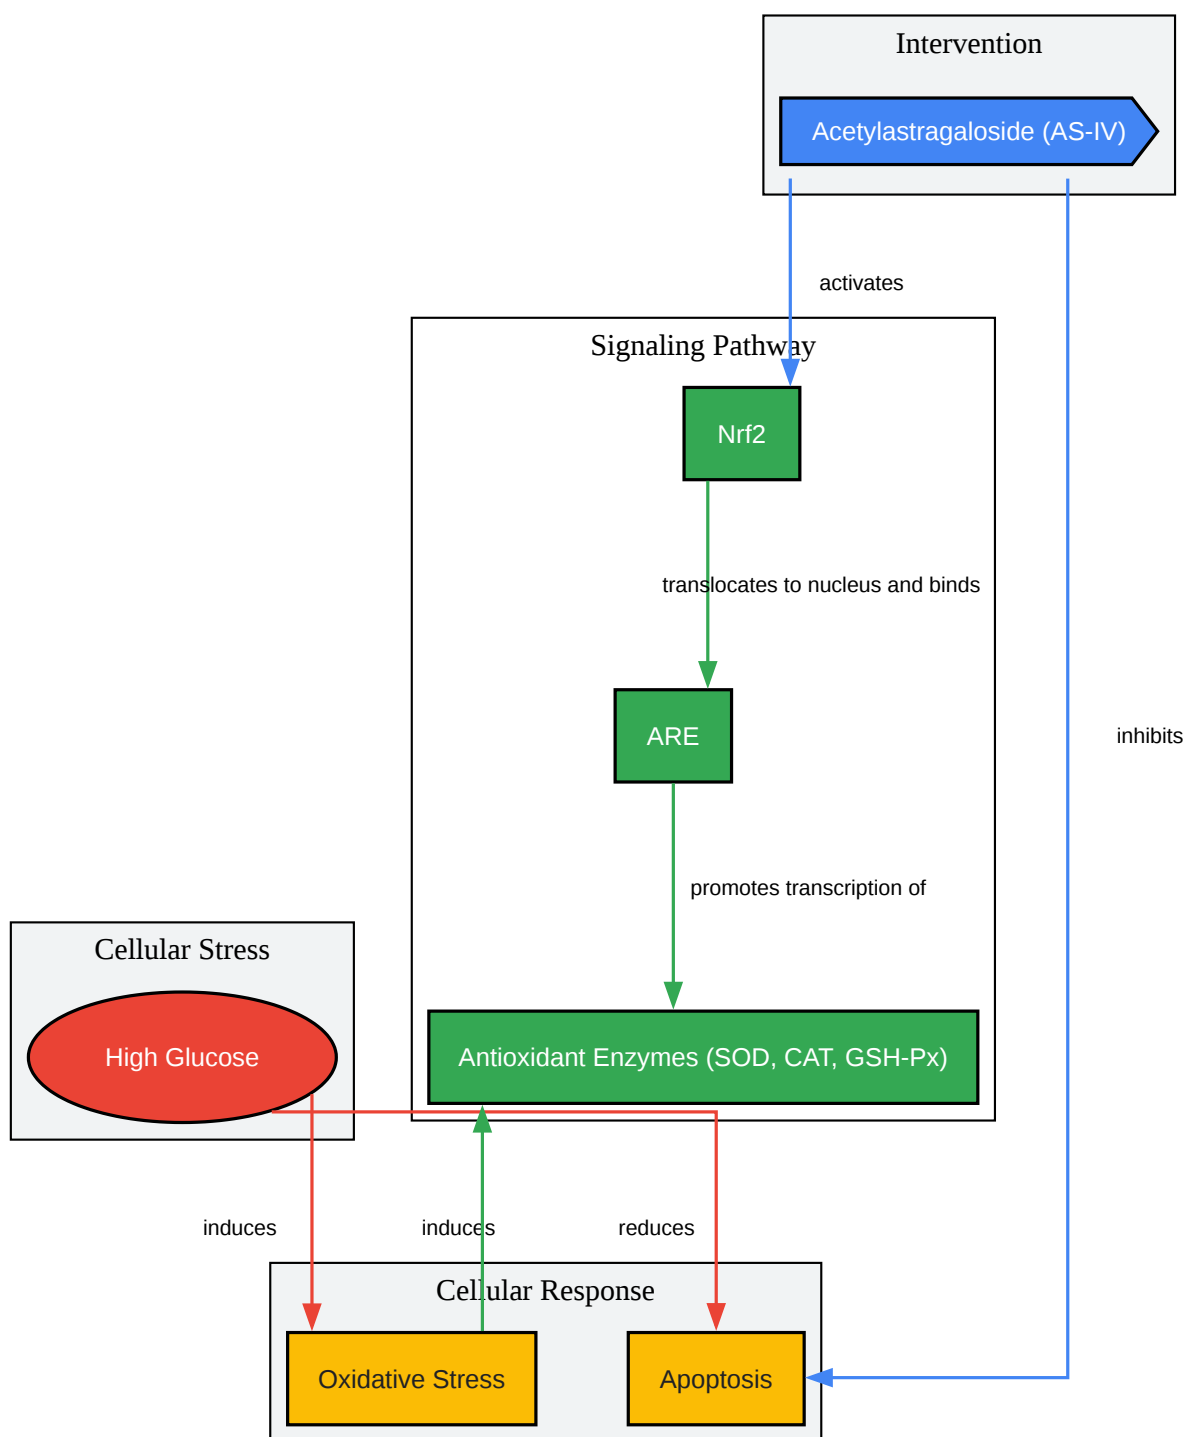 Intervention
Acetylastragaloside (AS-IV)
activates
Signaling Pathway
Nrf2
translocates to nucleus and binds
ARE
inhibits
promotes transcription of
Cellular Stress
High Glucose
Antioxidant Enzymes (SOD, CAT, GSH-Px)
induces
induces
reduces
Cellular Response
Oxidative Stress
Apoptosis